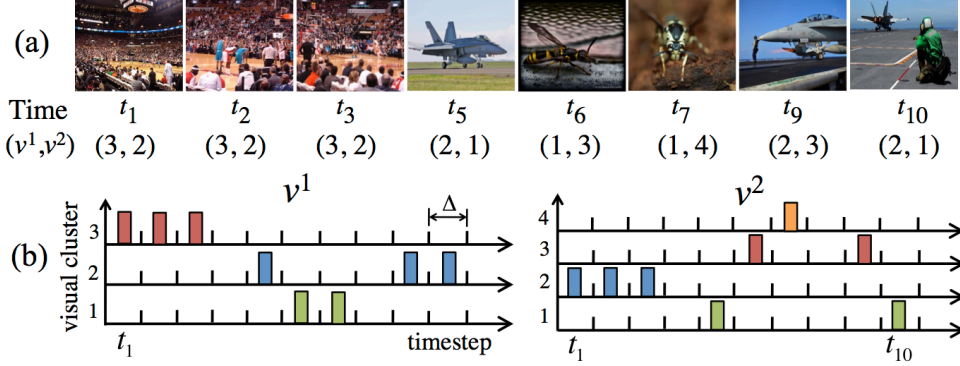 (a)
Time t₁ t₂ t₃ t₅ t₆ t₇ t₉ t₁₀
(v¹,v²) (3, 2) (3, 2) (3, 2) (2, 1) (1, 3) (1, 4) (2, 3) (2, 1)
(b)
visual cluster
v¹
Δ
3
2
1
t₁ timestep
v²
4
3
2
1
t₁ t₁₀